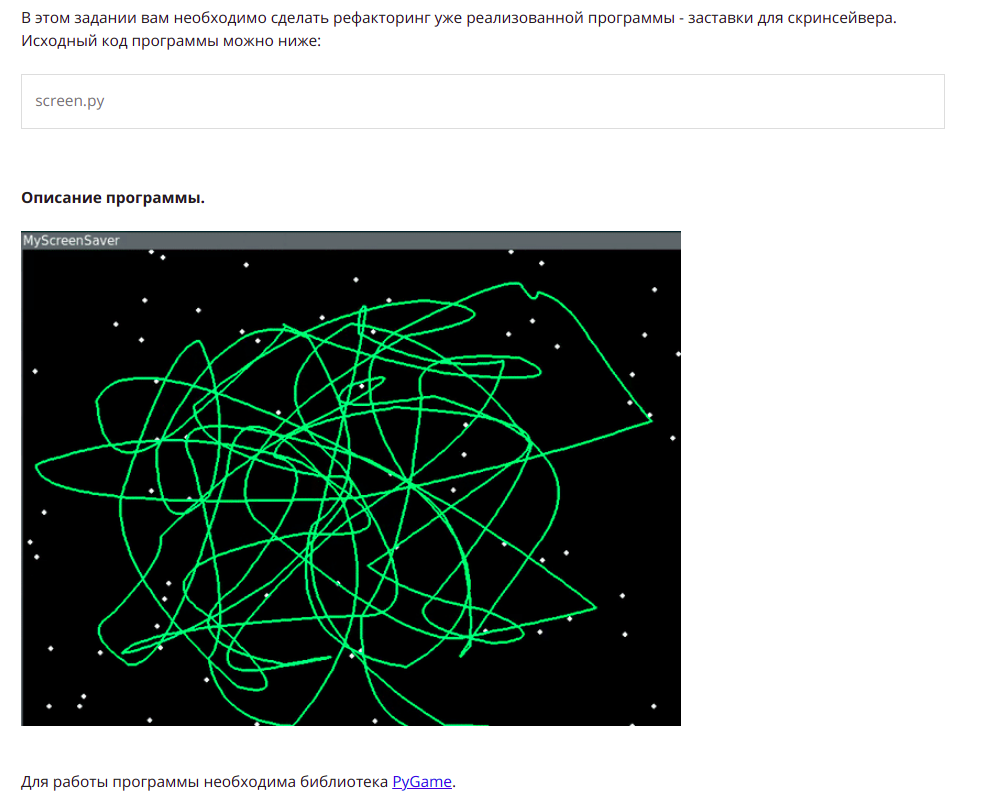 В этом задании вам необходимо сделать рефакторинг уже реализованной программы - заставки для скринсейвера.
Исходный код программы можно ниже:
screen.py
Описание программы.
MyScreenSaver
Для работы программы необходима библиотека PyGame.